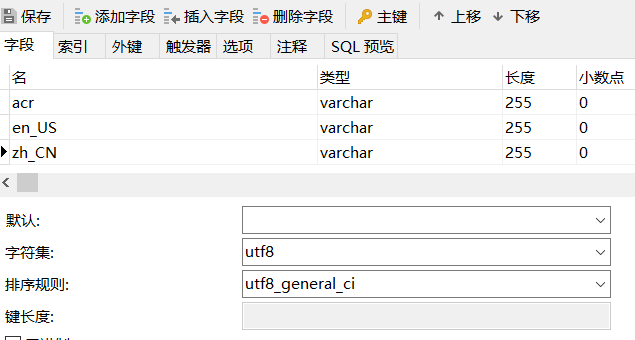 保存 添加字段 插入字段 删除字段 主键 上移 下移
字段 索引 外键 触发器 选项 注释 SQL 预览
名 类型 长度 小数点
acr varchar 255 0
en_US varchar 255 0
zh_CN varchar 255 0
默认:
字符集: utf8
排序规则: utf8_general_ci
键长度: